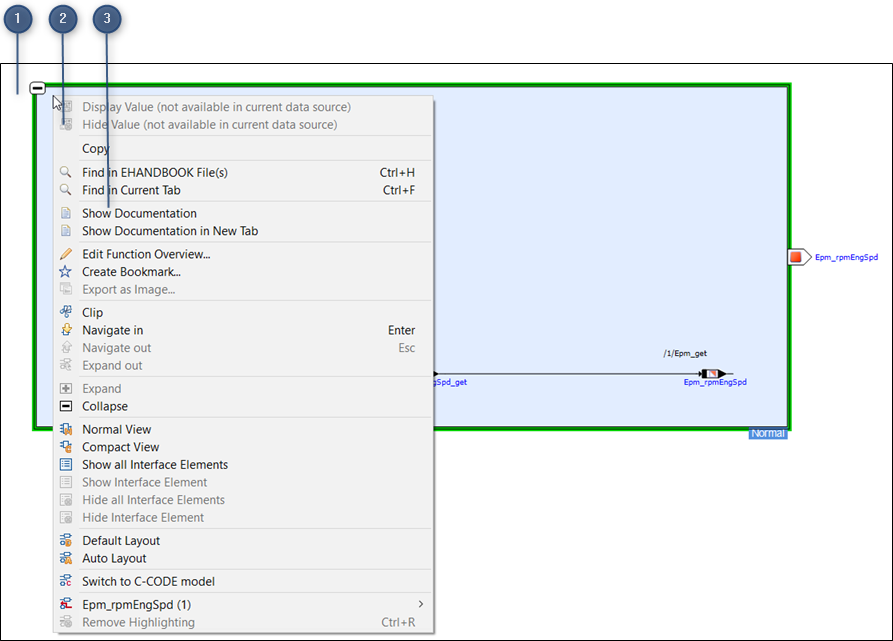 1 2 3
Display Value (not available in current data source)
Hide Value (not available in current data source)
Copy
Find in EHANDBOOK File(s) Ctrl+H
Find in Current Tab Ctrl+F
Show Documentation
Show Documentation in New Tab
Edit Function Overview...
Create Bookmark...
Export as Image...
Clip
Navigate in Enter
Navigate out Esc
Expand out
Expand
Collapse
Normal View
Compact View
Show all Interface Elements
Show Interface Element
Hide all Interface Elements
Hide Interface Element
Default Layout
Auto Layout
Switch to C-CODE model
Epm_rpmEngSpd (1)
Remove Highlighting Ctrl+R
Epm_rpmEngSpd
/1/Epm_get
gSpd_get
Epm_rpmEngSpd
Normal